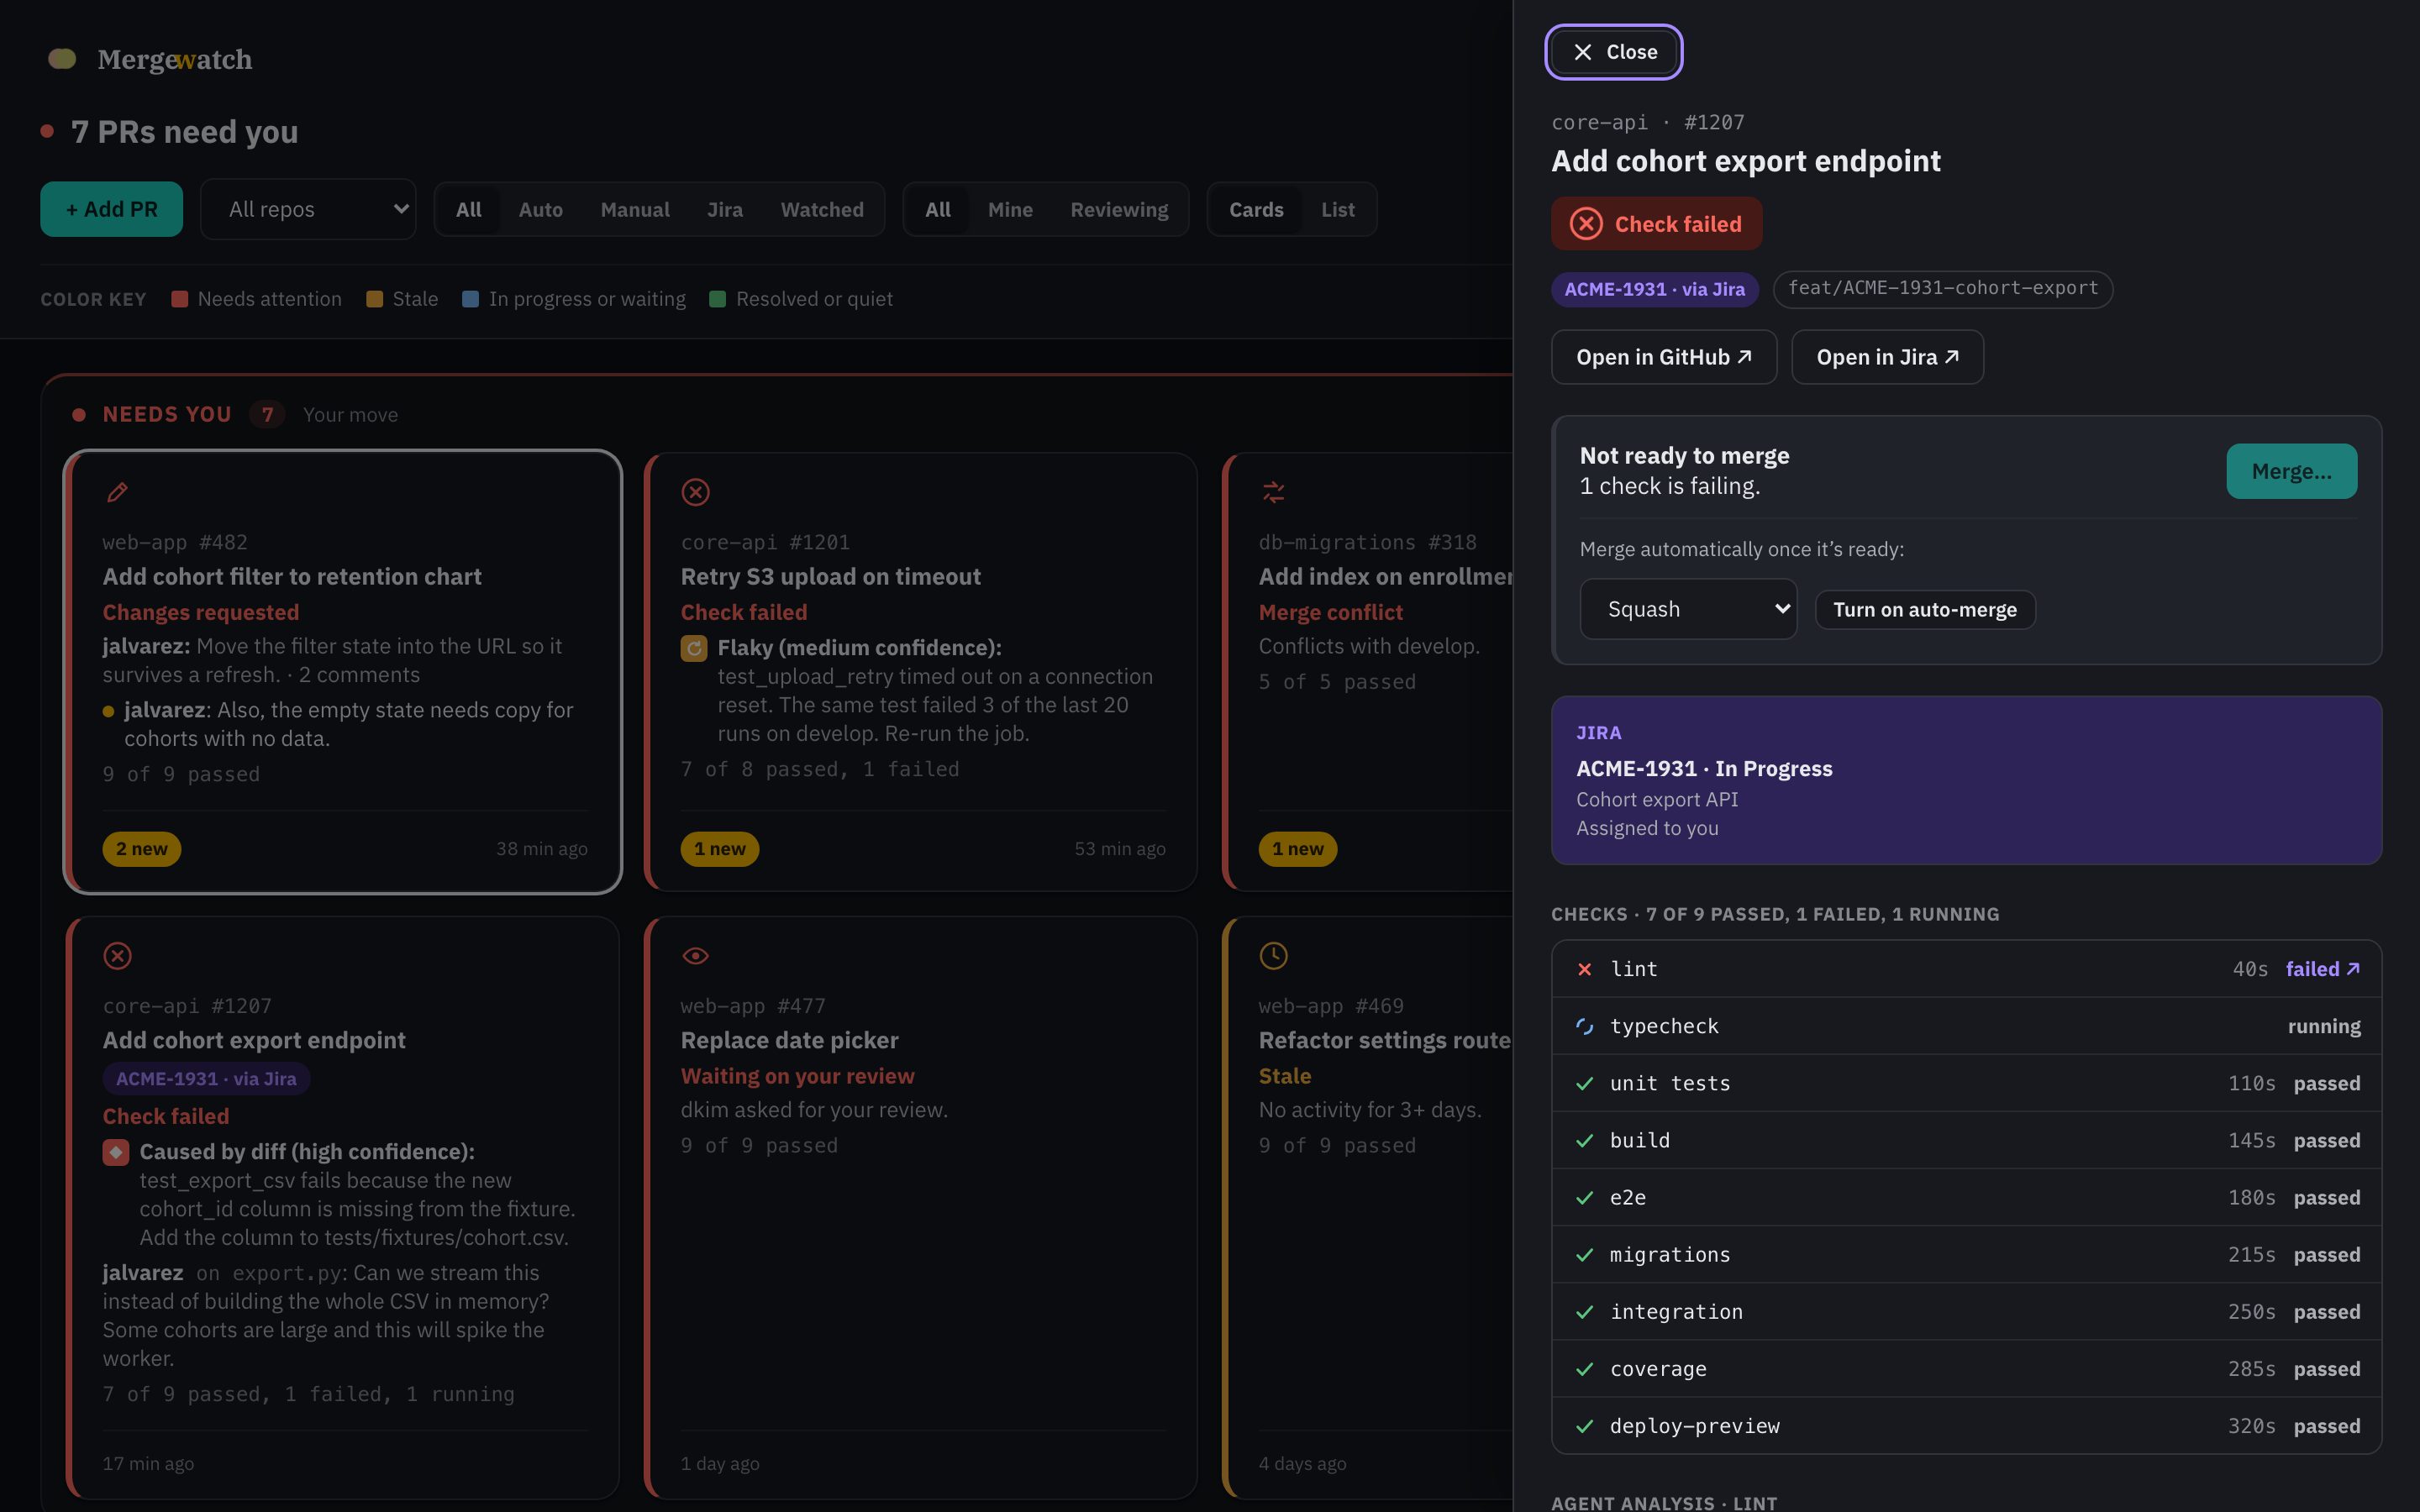 Mergewatch
7 PRs need you
+ Add PR
All repos
All Auto Manual Jira Watched
All Mine Reviewing
Cards List
COLOR KEY Needs attention Stale In progress or waiting Resolved or quiet
NEEDS YOU 7 Your move
web-app #482
Add cohort filter to retention chart
Changes requested
jalvarez: Move the filter state into the URL so it
survives a refresh. · 2 comments
jalvarez: Also, the empty state needs copy for
cohorts with no data.
9 of 9 passed
2 new 38 min ago
core-api #1201
Retry S3 upload on timeout
Check failed
Flaky (medium confidence):
test_upload_retry timed out on a connection
reset. The same test failed 3 of the last 20
runs on develop. Re-run the job.
7 of 8 passed, 1 failed
1 new 53 min ago
db-migrations #318
Add index on enrollmen
Merge conflict
Conflicts with develop.
5 of 5 passed
1 new
core-api #1207
Add cohort export endpoint
ACME-1931 · via Jira
Check failed
Caused by diff (high confidence):
test_export_csv fails because the new
cohort_id column is missing from the fixture.
Add the column to tests/fixtures/cohort.csv.
jalvarez on export.py: Can we stream this
instead of building the whole CSV in memory?
Some cohorts are large and this will spike the
worker.
7 of 9 passed, 1 failed, 1 running
17 min ago
web-app #477
Replace date picker
Waiting on your review
dkim asked for your review.
9 of 9 passed
1 day ago
web-app #469
Refactor settings route
Stale
No activity for 3+ days.
9 of 9 passed
4 days ago
Close
core-api · #1207
Add cohort export endpoint
Check failed
ACME-1931 · via Jira feat/ACME-1931-cohort-export
Open in GitHub ↗ Open in Jira ↗
Not ready to merge
1 check is failing.
Merge...
Merge automatically once it’s ready:
Squash
Turn on auto-merge
JIRA
ACME-1931 · In Progress
Cohort export API
Assigned to you
CHECKS · 7 OF 9 PASSED, 1 FAILED, 1 RUNNING
lint 40s failed ↗
typecheck running
unit tests 110s passed
build 145s passed
e2e 180s passed
migrations 215s passed
integration 250s passed
coverage 285s passed
deploy-preview 320s passed
AGENT ANALYSIS · LINT